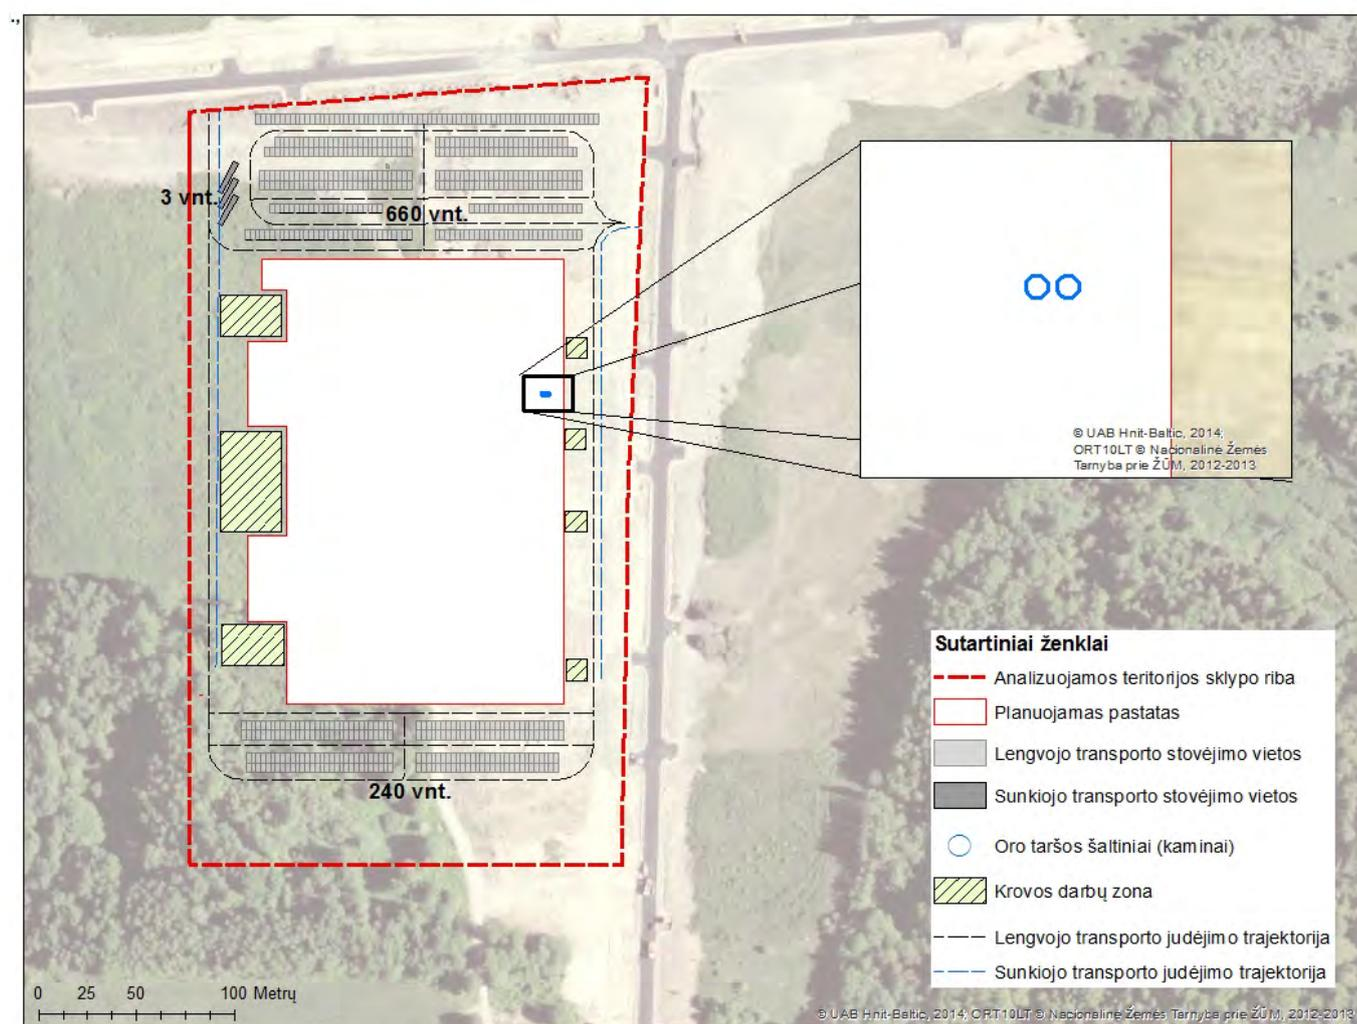 3 vnt.
660 vnt.
240 vnt.
© UAB Hnit-Baltic, 2014;
ORT10LT © Nacionalinė Žemės
Tarnyba prie ŽŪM, 2012-2013
Sutartiniai ženklai
Analizuojamos teritorijos sklypo riba
Planuojamas pastatas
Lengvojo transporto stovėjimo vietos
Sunkiojo transporto stovėjimo vietos
Oro taršos šaltiniai (kaminai)
Krovos darbų zona
Lengvojo transporto judėjimo trajektorija
Sunkiojo transporto judėjimo trajektorija
0 25 50 100 Metrų
© UAB Hnit-Baltic, 2014; ORT10LT © Nacionalinė Žemės Tarnyba prie ŽŪM, 2012-2013